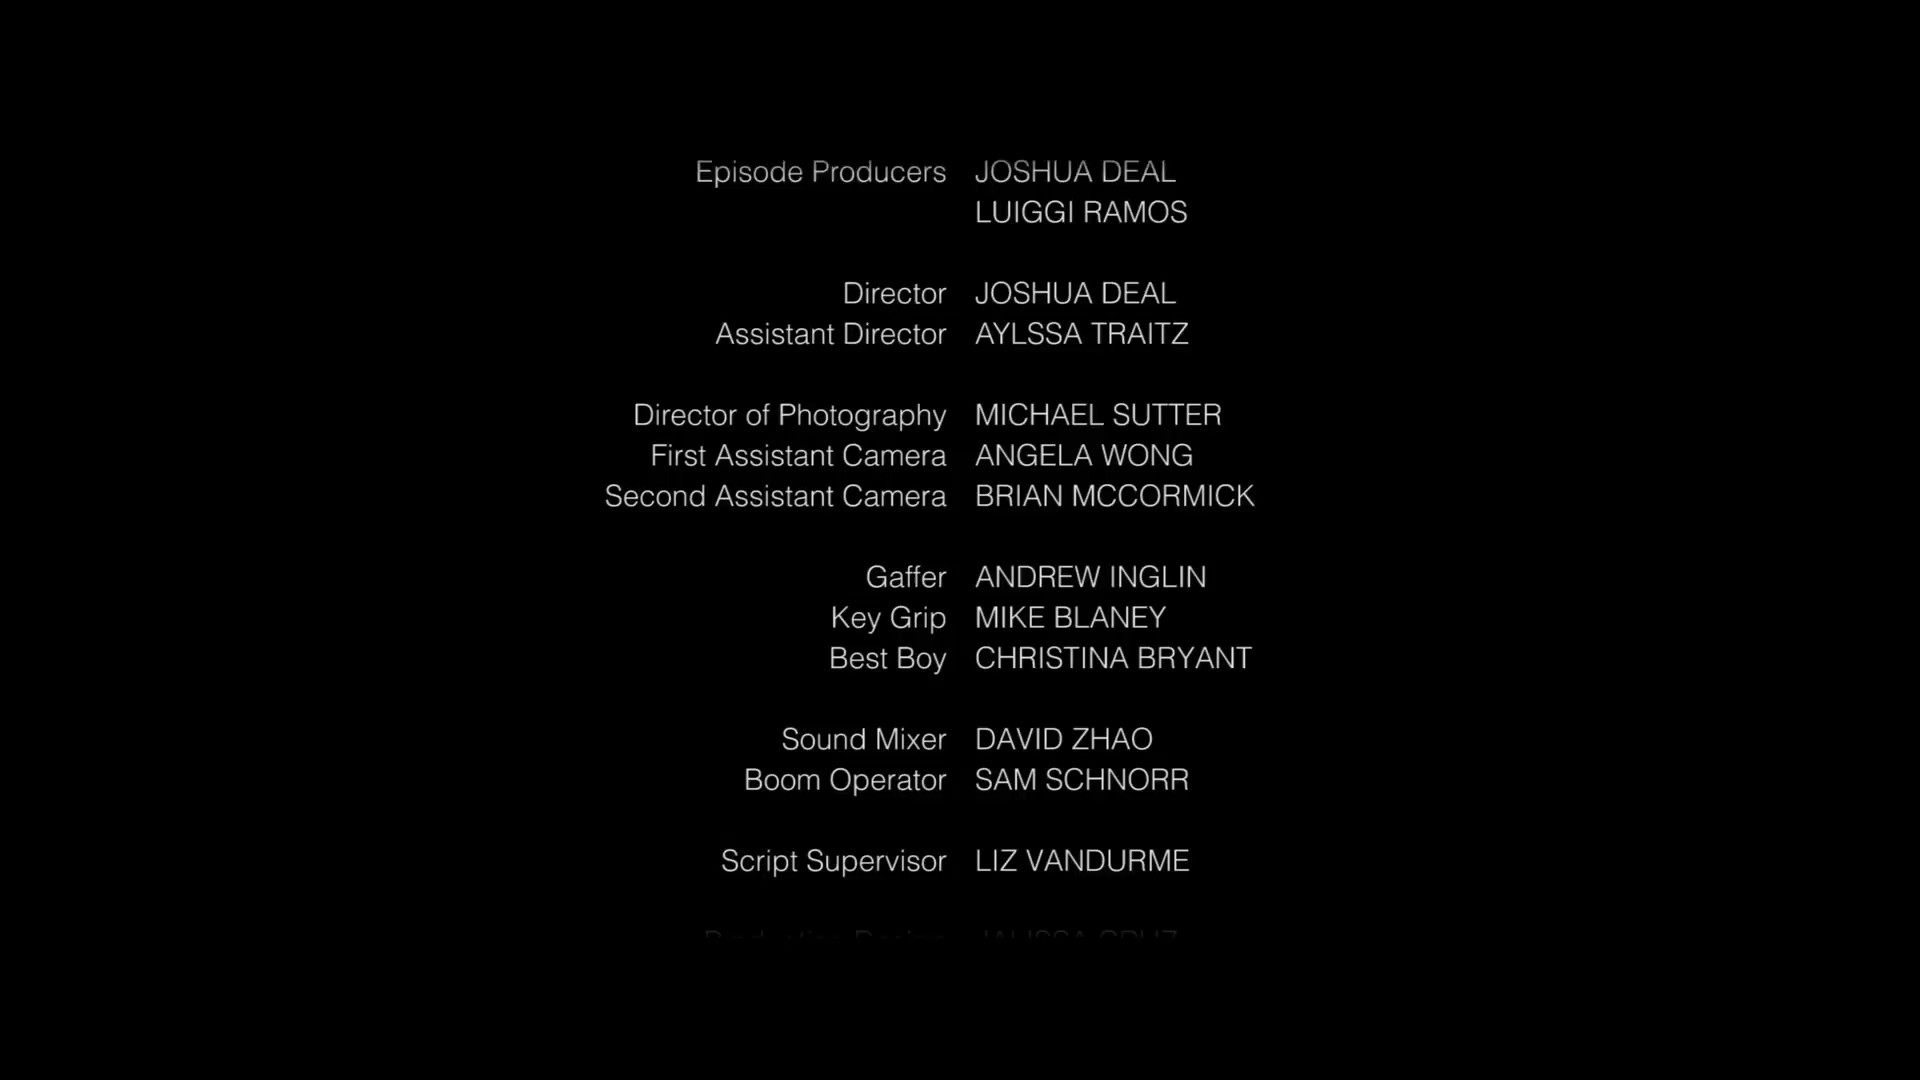 Episode Producers JOSHUA DEAL
LUIGGI RAMOS
Director JOSHUA DEAL
Assistant Director AYLSSA TRAITZ
Director of Photography MICHAEL SUTTER
First Assistant Camera ANGELA WONG
Second Assistant Camera BRIAN MCCORMICK
Gaffer ANDREW INGLIN
Key Grip MIKE BLANEY
Best Boy CHRISTINA BRYANT
Sound Mixer DAVID ZHAO
Boom Operator SAM SCHNORR
Script Supervisor LIZ VANDURME